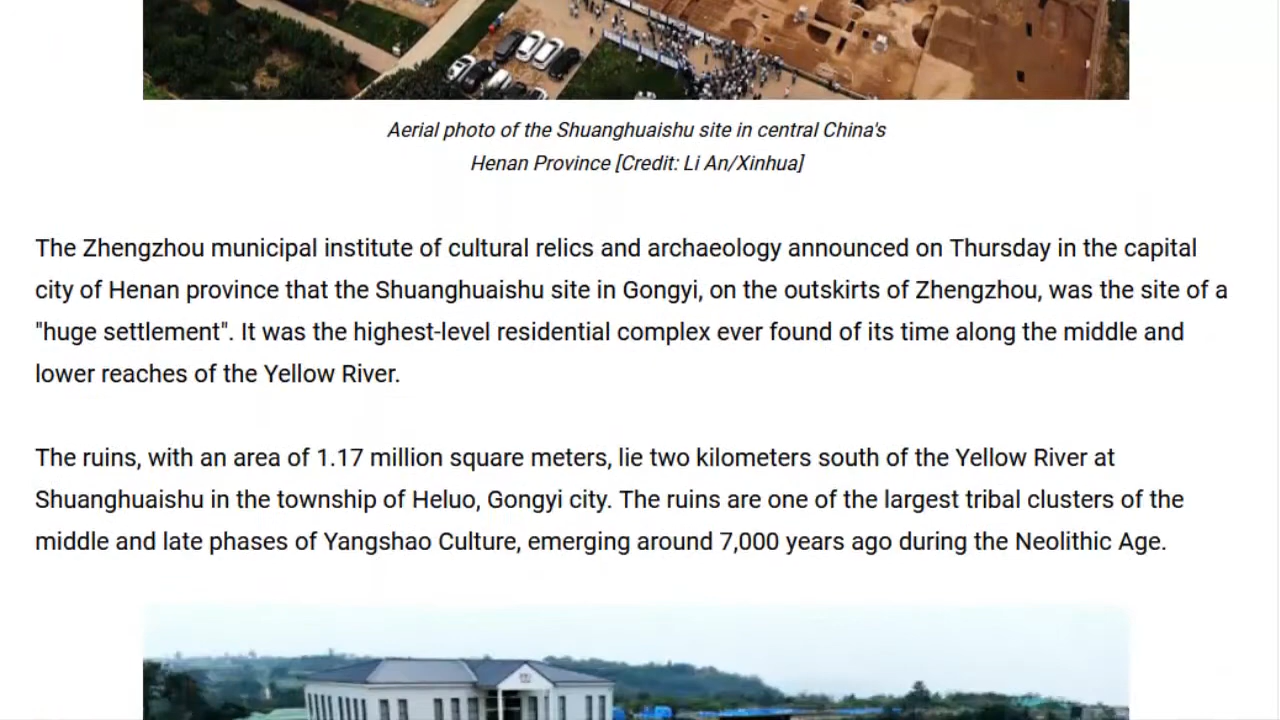 Aerial photo of the Shuanghuaishu site in central China's
Henan Province [Credit: Li An/Xinhua]
The Zhengzhou municipal institute of cultural relics and archaeology announced on Thursday in the capital
city of Henan province that the Shuanghuaishu site in Gongyi, on the outskirts of Zhengzhou, was the site of a
"huge settlement". It was the highest-level residential complex ever found of its time along the middle and
lower reaches of the Yellow River.
The ruins, with an area of 1.17 million square meters, lie two kilometers south of the Yellow River at
Shuanghuaishu in the township of Heluo, Gongyi city. The ruins are one of the largest tribal clusters of the
middle and late phases of Yangshao Culture, emerging around 7,000 years ago during the Neolithic Age.